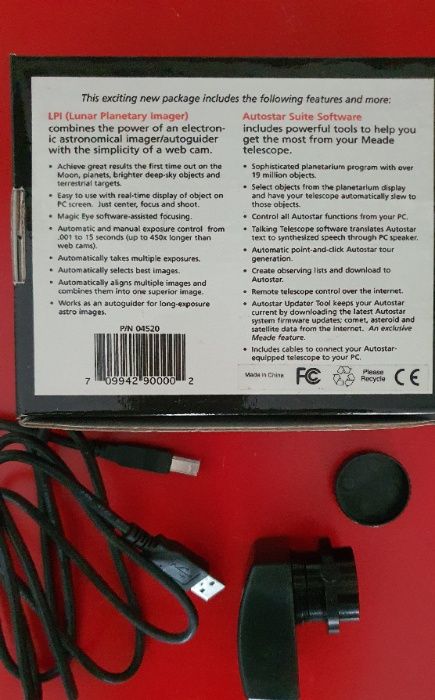 This exciting new package includes the following features and more:
LPI (Lunar Planetary Imager)
combines the power of an electron-
ic astronomical imager/autoguider
with the simplicity of a web cam.
• Achieve great results the first time out on the
Moon, planets, brighter deep-sky objects and
terrestrial targets.
• Easy to use with real-time display of object on
PC screen. Just center, focus and shoot.
• Magic Eye software-assisted focusing.
• Automatic and manual exposure control from
.001 to 15 seconds (up to 450x longer than
web cams).
• Automatically takes multiple exposures.
• Automatically selects best images.
• Automatically aligns multiple images and
combines them into one superior image.
• Works as an autoguider for long-exposure
astro images.
P/N 04520
7 09942 90000 2
Autostar Suite Software
includes powerful tools to help you
get the most from your Meade
telescope.
• Sophisticated planetarium program with over
19 million objects.
• Select objects from the planetarium display
and have your telescope automatically slew to
those objects.
• Control all Autostar functions from your PC.
• Talking Telescope software translates Autostar
text to synthesized speech through PC speaker.
• Automatic point-and-click Autostar tour
generation.
• Create observing lists and download to
Autostar.
• Remote telescope control over the internet.
• Autostar Updater Tool keeps your Autostar
current by downloading the latest Autostar
system firmware updates; comet, asteroid and
satellite data from the Internet. An exclusive
Meade feature.
• Includes cables to connect your Autostar-
equipped telescope to your PC.
Made in China FC Please
Recycle CE